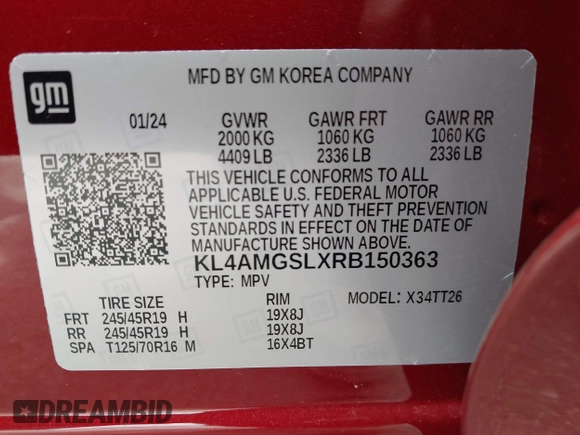 gm
MFD BY GM KOREA COMPANY
01/24 GVWR GAWR FRT GAWR RR
2000 KG 1060 KG 1060 KG
4409 LB 2336 LB 2336 LB
THIS VEHICLE CONFORMS TO ALL
APPLICABLE U.S. FEDERAL MOTOR
VEHICLE SAFETY AND THEFT PREVENTION
STANDARDS IN EFFECT ON THE DATE OF
MANUFACTURE SHOWN ABOVE.
KL4AMGSLXRB150363
TYPE: MPV
TIRE SIZE RIM MODEL: X34TT26
FRT 245/45R19 H 19X8J
RR 245/45R19 H 19X8J
SPA T125/70R16 M 16X4BT
DREAMBID